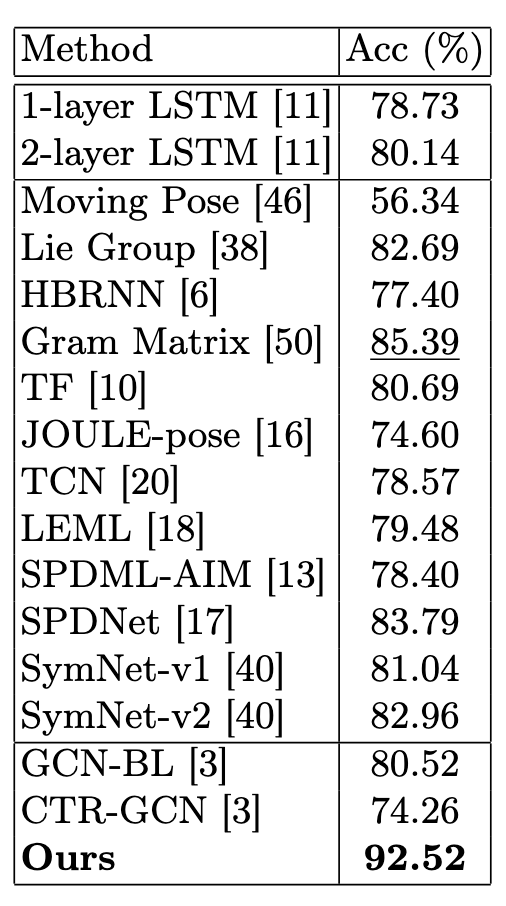 Method Acc (%)
1-layer LSTM [11] 78.73
2-layer LSTM [11] 80.14
Moving Pose [46] 56.34
Lie Group [38] 82.69
HBRNN [6] 77.40
Gram Matrix [50] 85.39
TF [10] 80.69
JOULE-pose [16] 74.60
TCN [20] 78.57
LEML [18] 79.48
SPDML-AIM [13] 78.40
SPDNet [17] 83.79
SymNet-v1 [40] 81.04
SymNet-v2 [40] 82.96
GCN-BL [3] 80.52
CTR-GCN [3] 74.26
Ours 92.52